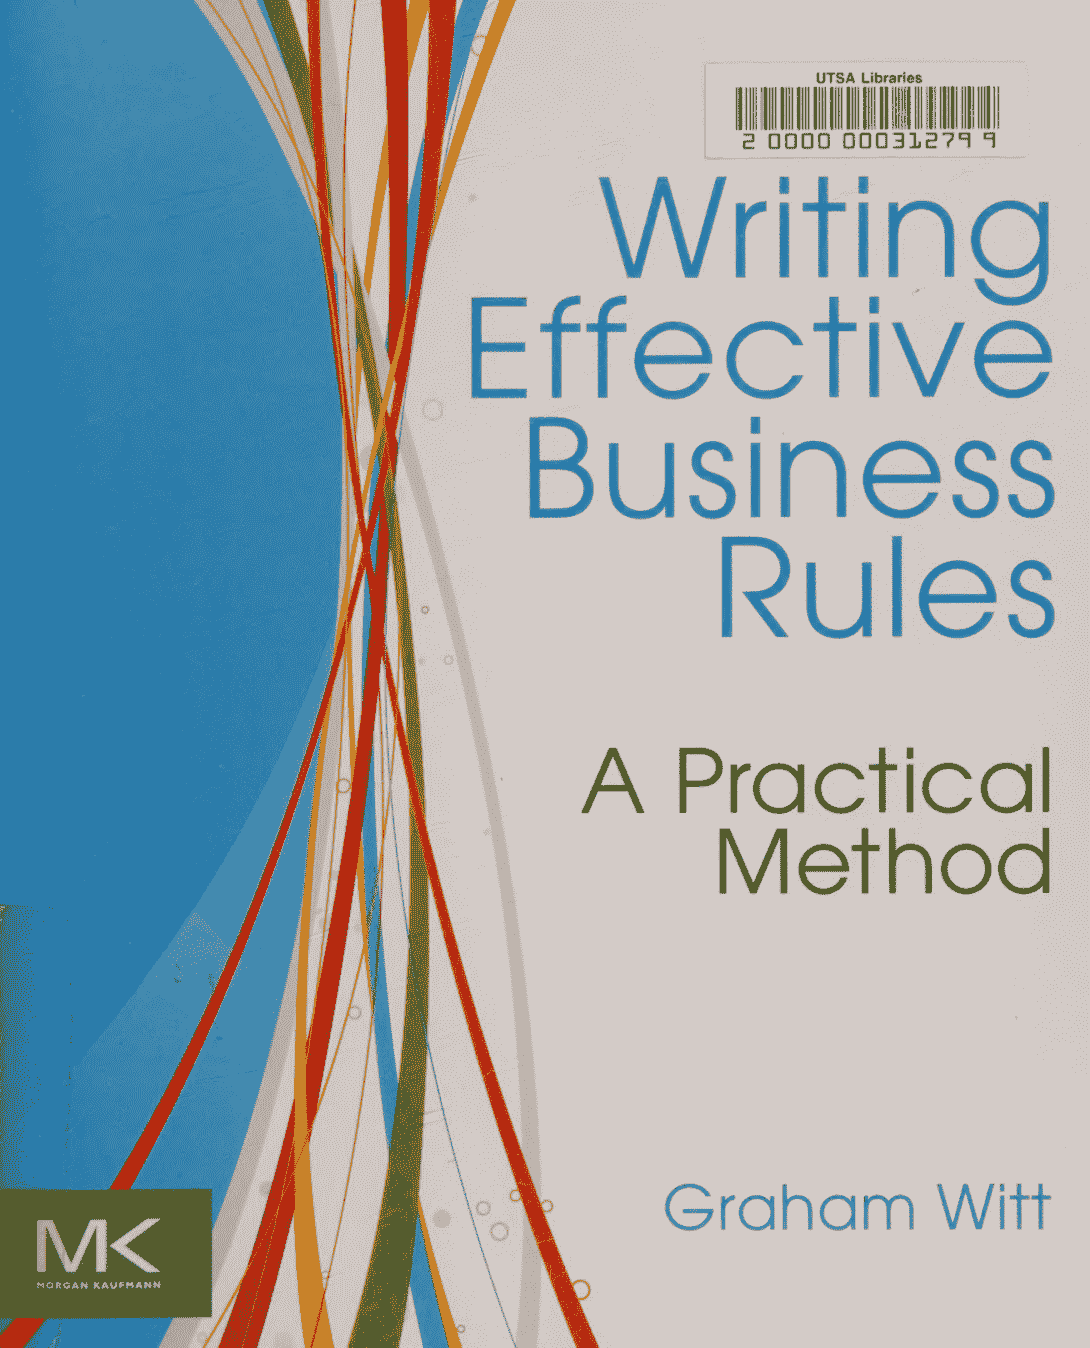 UTSA Libraries
2 0000 00031279 9
Writing
Effective
Business
Rules
A Practical
Method
Graham Witt
MK
MORGAN KAUFMANN